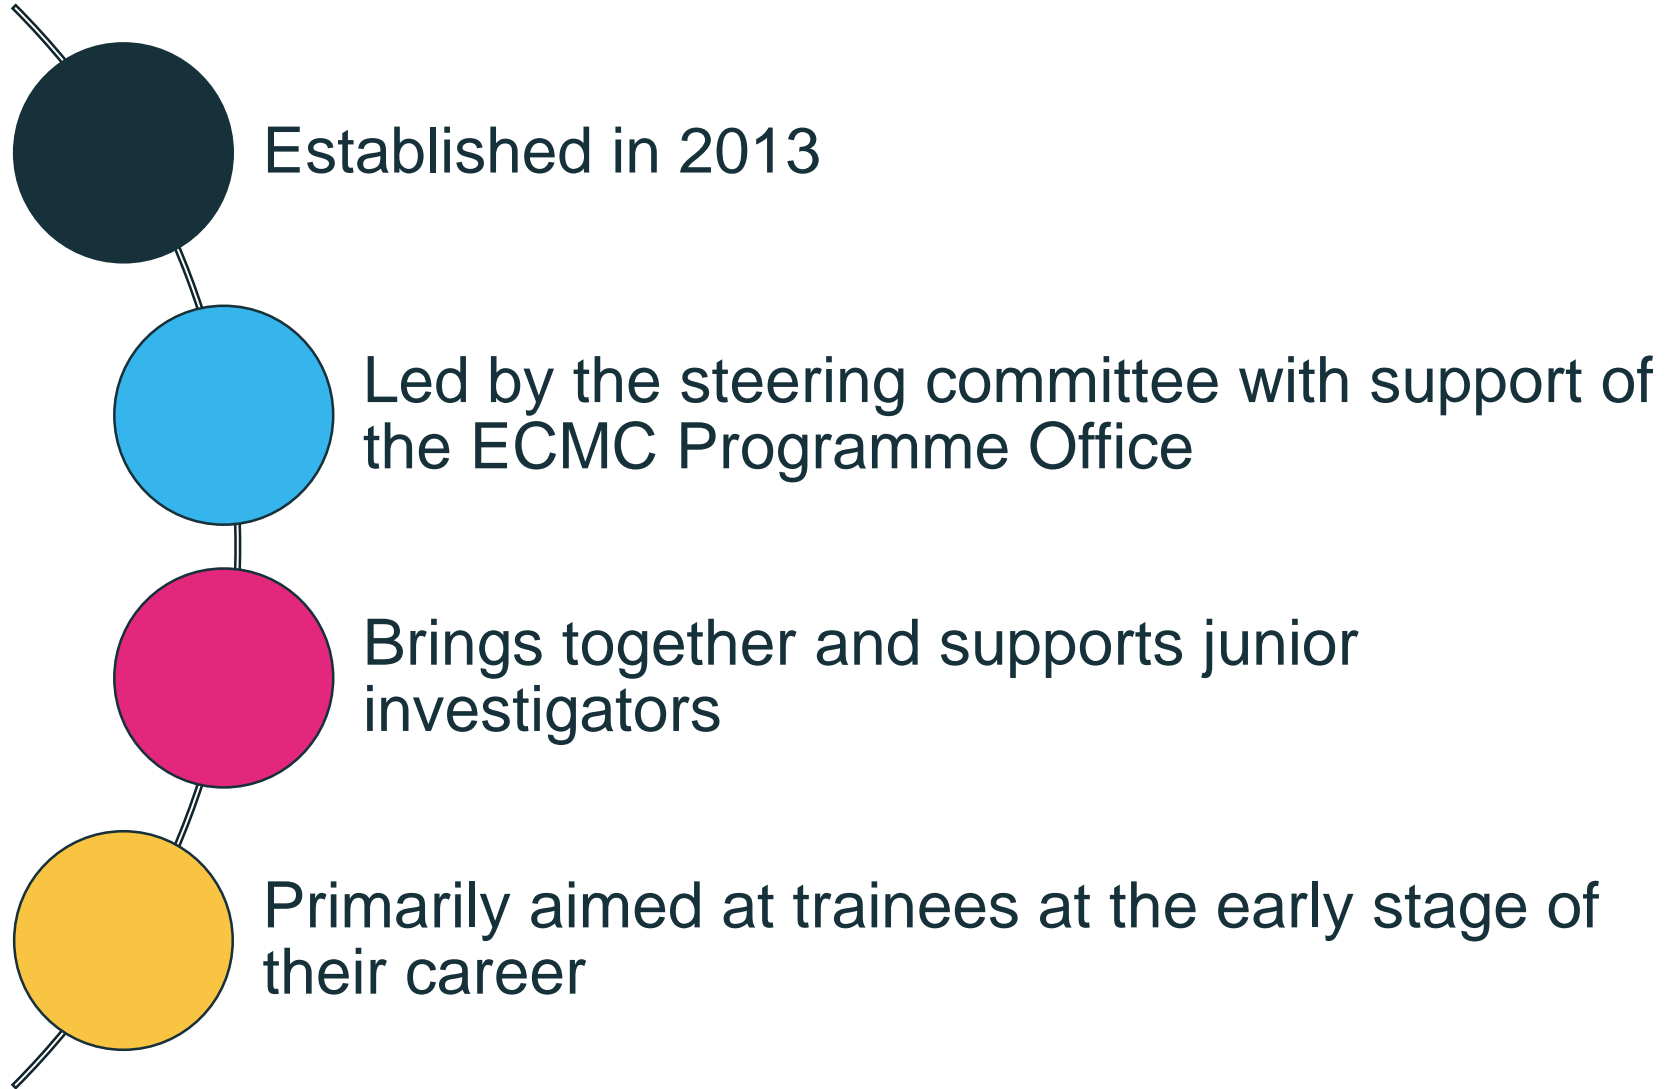 Established in 2013
Led by the steering committee with support of
the ECMC Programme Office
Brings together and supports junior
investigators
Primarily aimed at trainees at the early stage of
their career